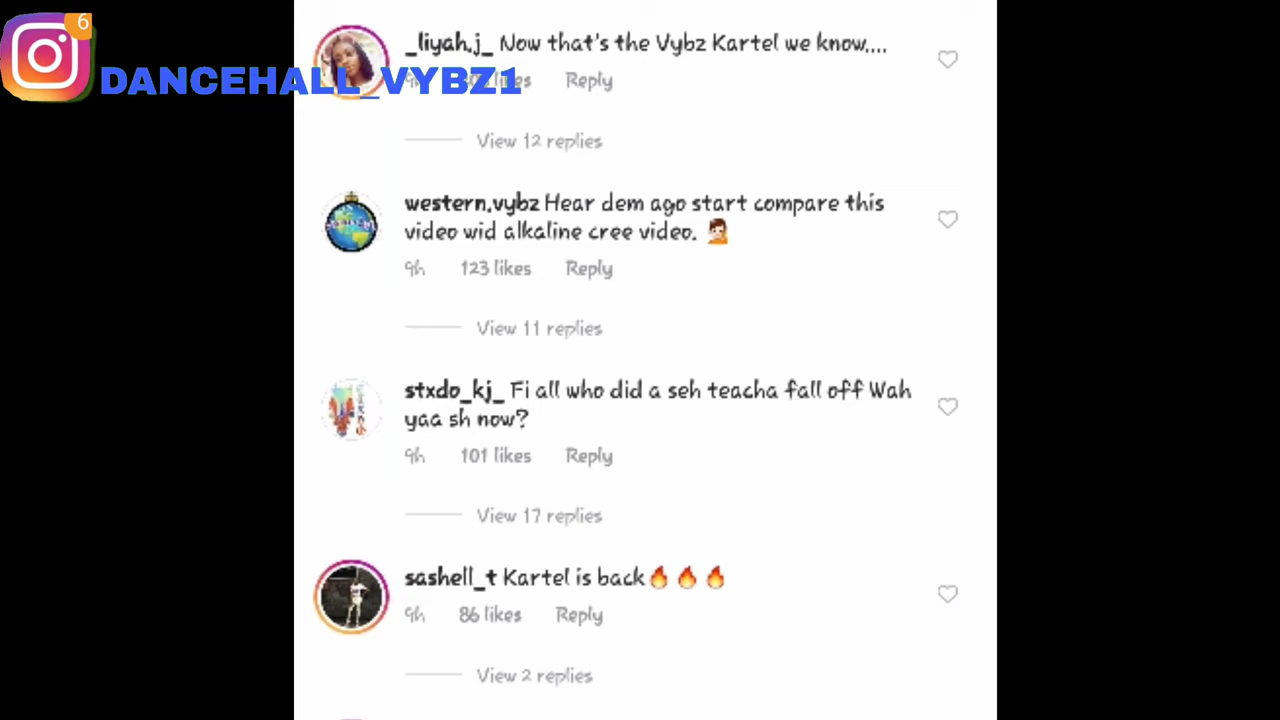 6
DANCEHALL_VYBZ1
_liyah.j_ Now that's the Vybz Kartel we know....
likes Reply
View 12 replies
western.vybz Hear dem ago start compare this
video wid alkaline cree video. 🙍🏻
9h 123 likes Reply
View 11 replies
stxdo_kj_ Fi all who did a seh teacha fall off Wah
yaa sh now?
9h 101 likes Reply
View 17 replies
sashell_t Kartel is back🔥🔥🔥
9h 86 likes Reply
View 2 replies